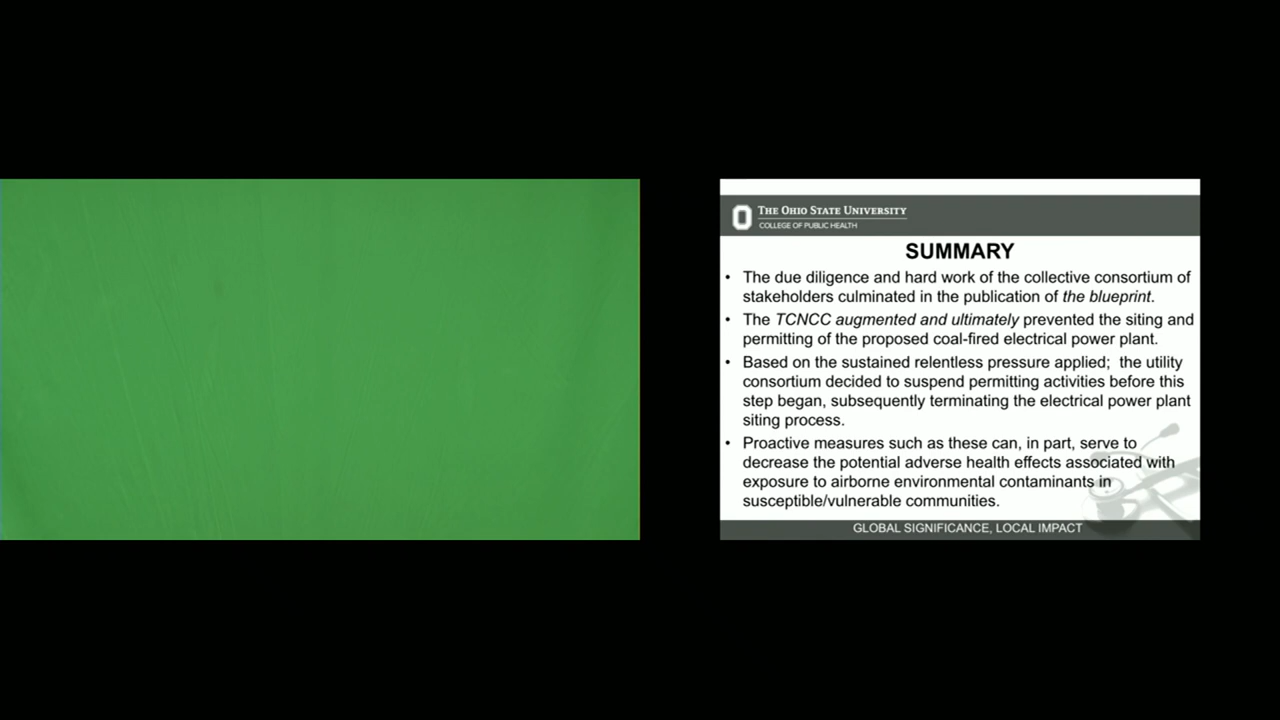 THE OHIO STATE UNIVERSITY
COLLEGE OF PUBLIC HEALTH
SUMMARY
• The due diligence and hard work of the collective consortium of
stakeholders culminated in the publication of the blueprint.
• The TCNCC augmented and ultimately prevented the siting and
permitting of the proposed coal-fired electrical power plant.
• Based on the sustained relentless pressure applied; the utility
consortium decided to suspend permitting activities before this
step began, subsequently terminating the electrical power plant
siting process.
• Proactive measures such as these can, in part, serve to
decrease the potential adverse health effects associated with
exposure to airborne environmental contaminants in
susceptible/vulnerable communities.
GLOBAL SIGNIFICANCE, LOCAL IMPACT